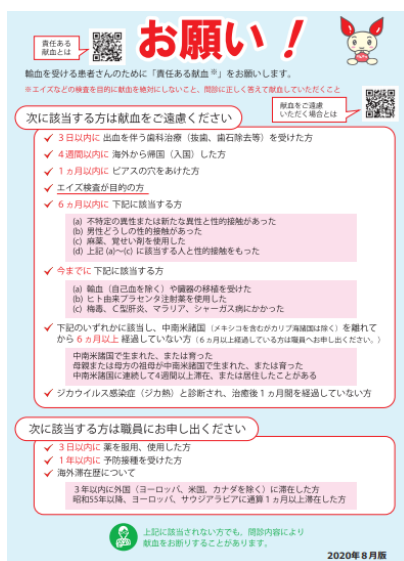 責任ある
献血とは
お願い！
輸血を受ける患者さんのために「責任ある献血※」をお願いします。
※エイズなどの検査を目的に献血を絶対にしないこと、問診に正しく答えて献血していただくこと
献血をご遠慮
いただく場合とは
次に該当する方は献血をご遠慮ください
３日以内に 出血を伴う歯科治療（抜歯、歯石除去等）を受けた方
４週間以内に 海外から帰国（入国）した方
１ヵ月以内に ピアスの穴をあけた方
エイズ検査が目的の方
６ヵ月以内に 下記に該当する方
(a) 不特定の異性または新たな異性と性的接触があった
(b) 男性どうしの性的接触があった
(c) 麻薬、覚せい剤を使用した
(d) 上記 (a)～(c) に該当する人と性的接触をもった
今までに 下記に該当する方
(a) 輸血（自己血を除く）や臓器の移植を受けた
(b) ヒト由来プラセンタ注射薬を使用した
(c) 梅毒、C型肝炎、マラリア、シャーガス病にかかった
下記のいずれかに該当し、中南米諸国（メキシコを含むがカリブ海諸国は除く）を離れて
から ６ヵ月以上 経過していない方（６ヵ月以上経過している方は職員へお申し出ください。）
中南米諸国で生まれた、または育った
母親または母方の祖母が中南米諸国で生まれた、または育った
中南米諸国に連続して4週間以上滞在、または居住したことがある
ジカウイルス感染症（ジカ熱）と診断され、治癒後１ヵ月間を経過していない方
次に該当する方は職員にお申し出ください
３日以内に 薬を服用、使用した方
１年以内に 予防接種を受けた方
海外滞在歴について
３年以内に外国（ヨーロッパ、米国、カナダを除く）に滞在した方
昭和55年以降、ヨーロッパ、サウジアラビアに通算１ヵ月以上滞在した方
上記に該当されない方でも、問診内容により
献血をお断りすることがあります。
2020年８月版